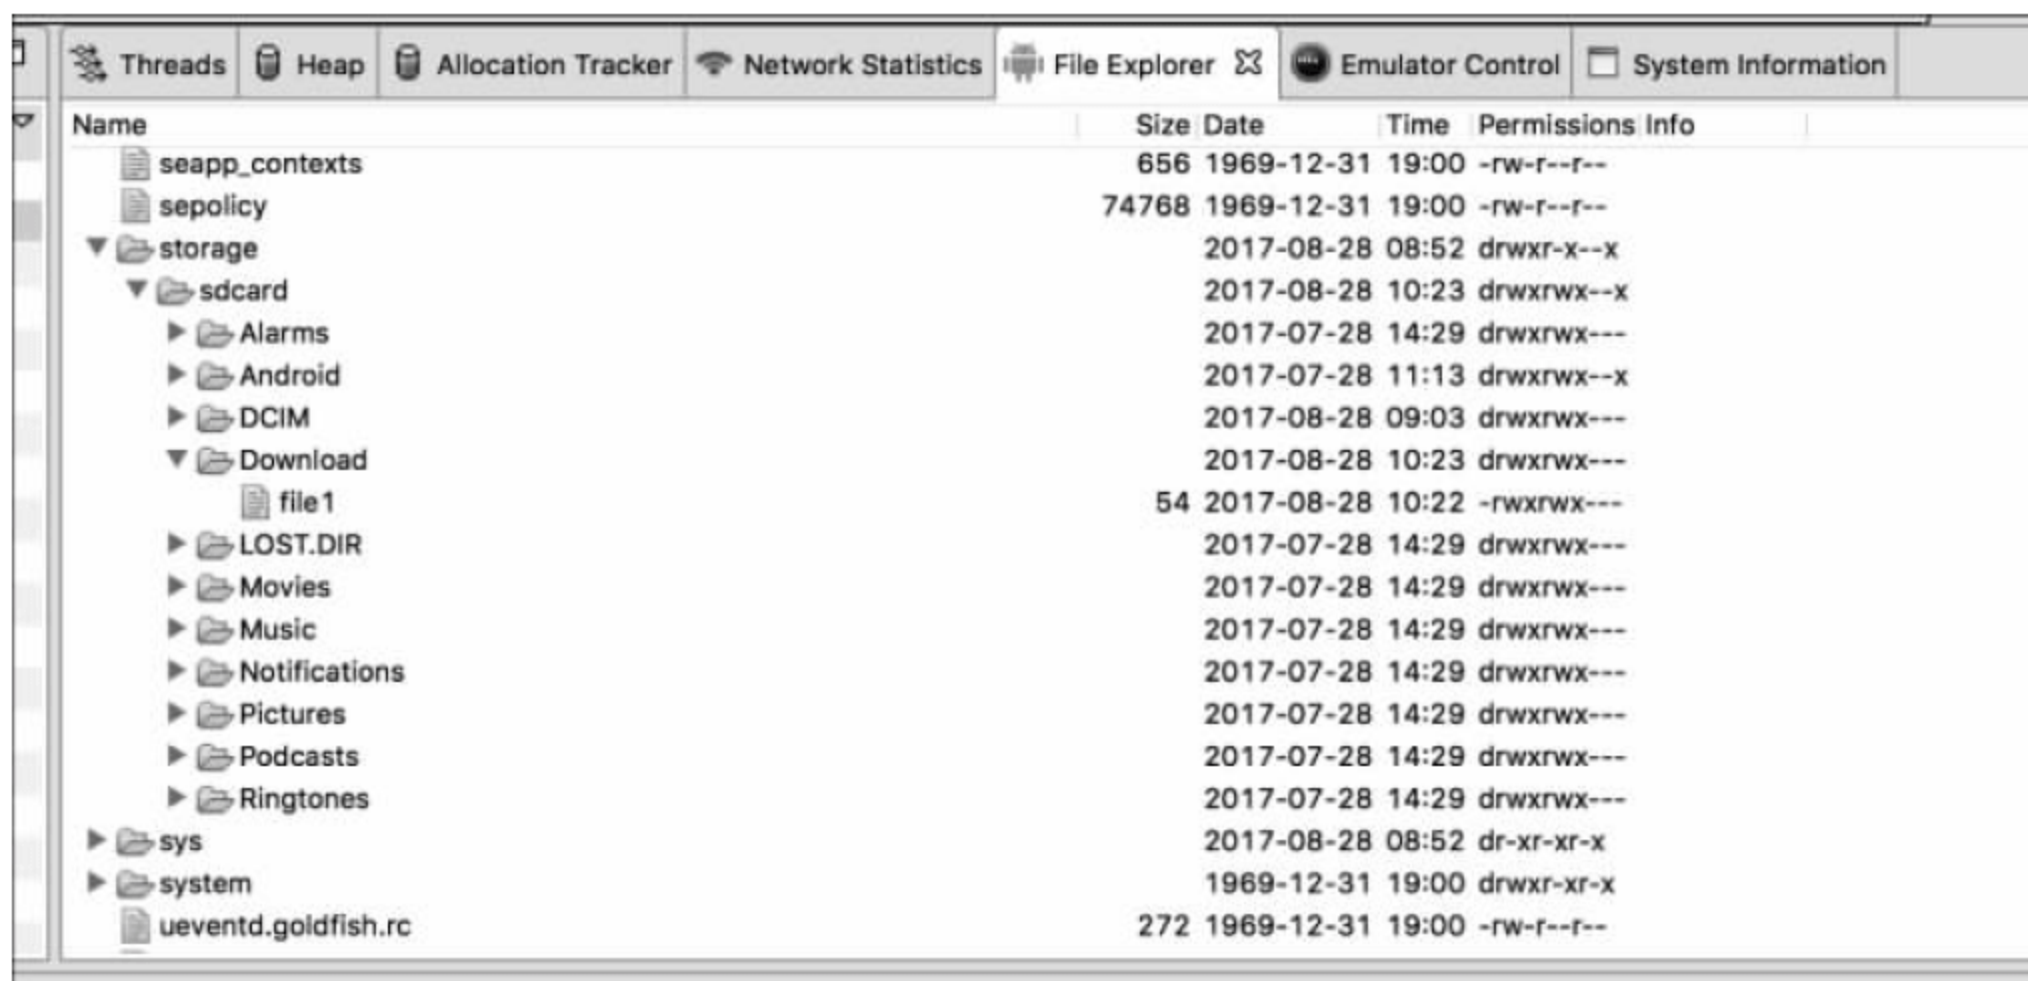 Threads Heap Allocation Tracker Network Statistics File Explorer Emulator Control System Information
Name Size Date Time Permissions Info
seapp_contexts 656 1969-12-31 19:00 -rw-r--r--
sepolicy 74768 1969-12-31 19:00 -rw-r--r--
storage 2017-08-28 08:52 drwxr-x--x
sdcard 2017-08-28 10:23 drwxrwx--x
Alarms 2017-07-28 14:29 drwxrwx---
Android 2017-07-28 11:13 drwxrwx--x
DCIM 2017-08-28 09:03 drwxrwx---
Download 2017-08-28 10:23 drwxrwx---
file1 54 2017-08-28 10:22 -rwxrwx---
LOST.DIR 2017-07-28 14:29 drwxrwx---
Movies 2017-07-28 14:29 drwxrwx---
Music 2017-07-28 14:29 drwxrwx---
Notifications 2017-07-28 14:29 drwxrwx---
Pictures 2017-07-28 14:29 drwxrwx---
Podcasts 2017-07-28 14:29 drwxrwx---
Ringtones 2017-07-28 14:29 drwxrwx---
sys 2017-08-28 08:52 dr-xr-xr-x
system 1969-12-31 19:00 drwxr-xr-x
ueventd.goldfish.rc 272 1969-12-31 19:00 -rw-r--r--